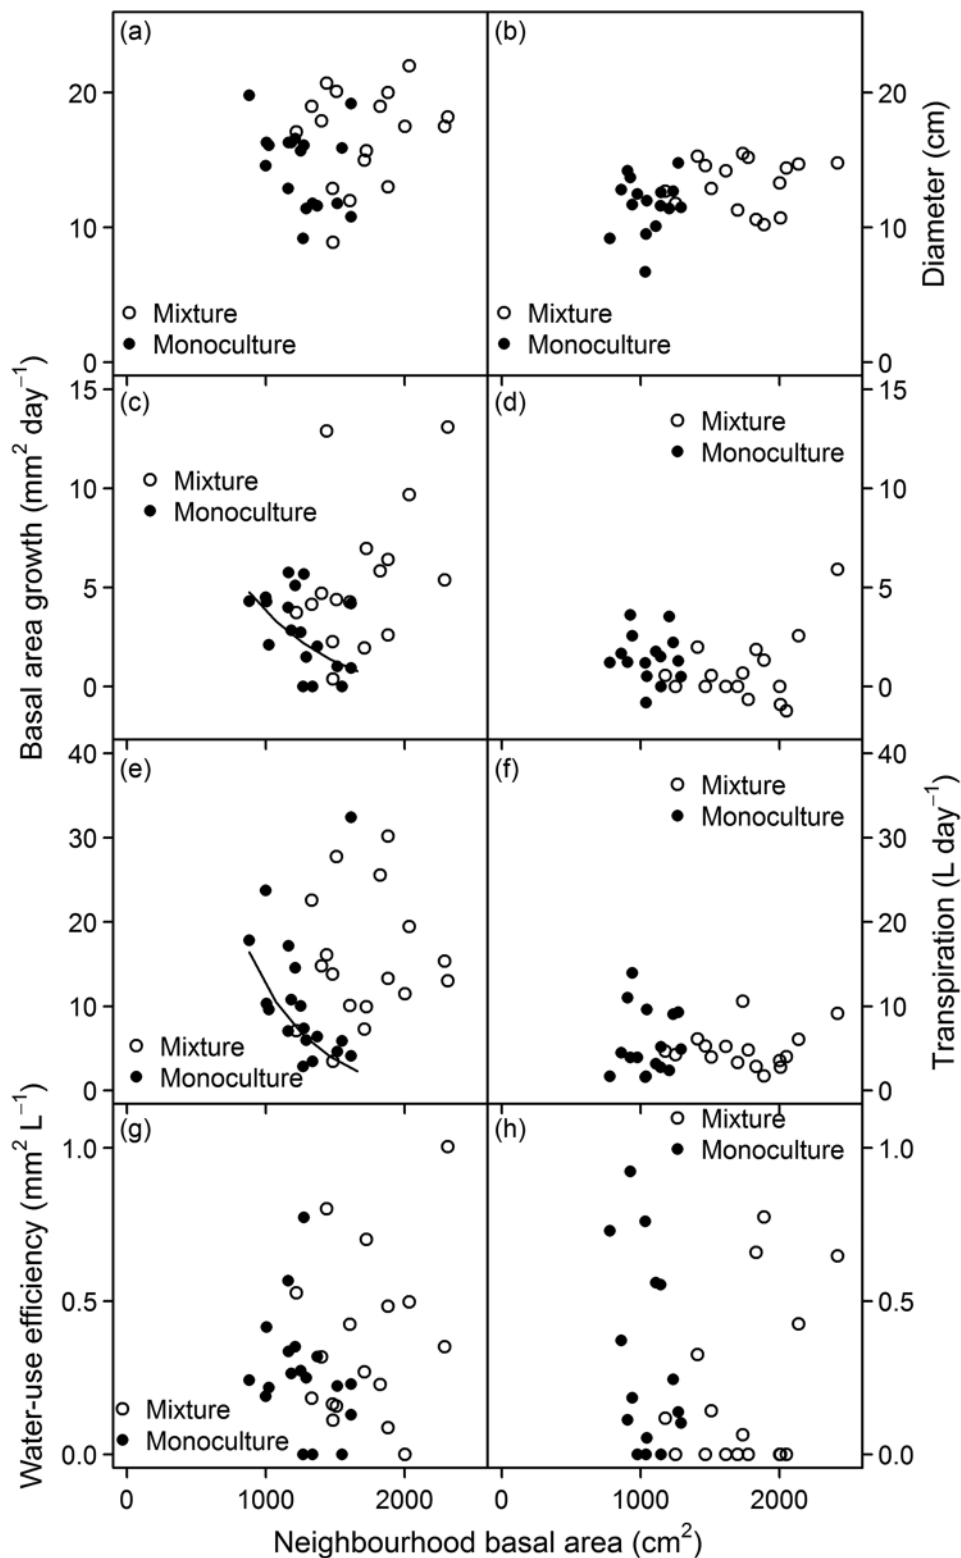 (a)
(b)
20
10
0
Mixture
Monoculture
Mixture
Monoculture
20
10
0
Diameter (cm)
(c)
(d)
15
10
5
0
Basal area growth (mm² day⁻¹)
Mixture
Monoculture
Mixture
Monoculture
15
10
5
0
(e)
(f)
40
30
20
10
0
Mixture
Monoculture
Mixture
Monoculture
40
30
20
10
0
Transpiration (L day⁻¹)
(g)
(h)
1.0
0.5
0.0
Water-use efficiency (mm² L⁻¹)
Mixture
Monoculture
Mixture
Monoculture
1.0
0.5
0.0
0 1000 2000 0 1000 2000
Neighbourhood basal area (cm²)